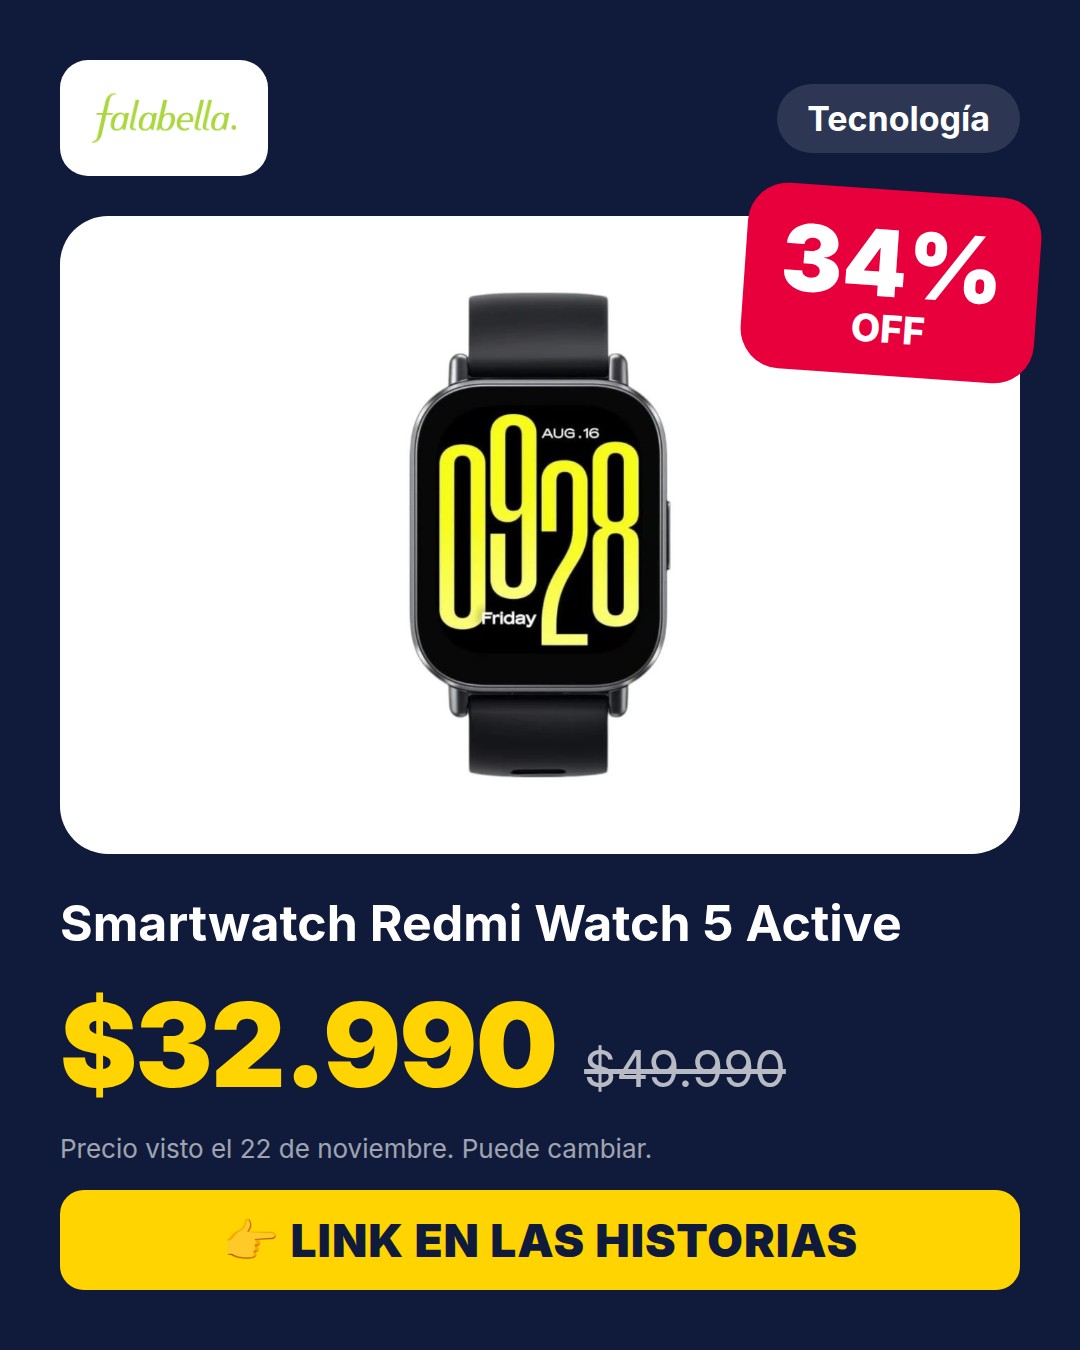 falabella.
Tecnología
34%
OFF
AUG.16
0928
Friday
Smartwatch Redmi Watch 5 Active
$32.990 $49.990
Precio visto el 22 de noviembre. Puede cambiar.
👉 LINK EN LAS HISTORIAS